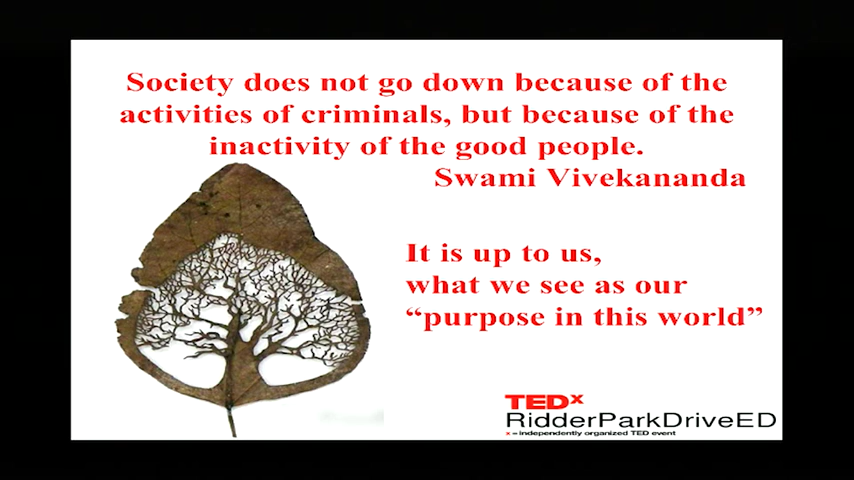 Society does not go down because of the
activities of criminals, but because of the
inactivity of the good people.
Swami Vivekananda
It is up to us,
what we see as our
“purpose in this world”
TEDx
RidderParkDriveED
x = independently organized TED event